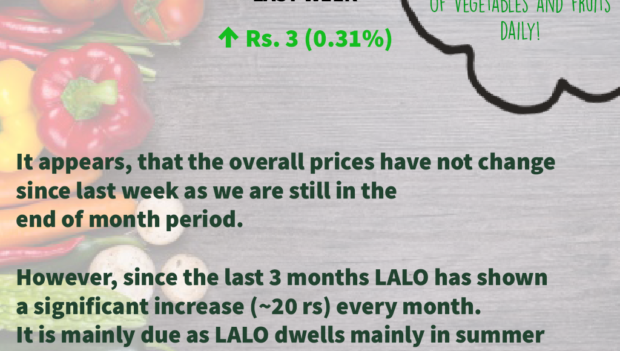 LAST WEEK
↑ Rs. 3 (0.31%)
OF VEGETABLES AND FRUITS
DAILY!
It appears, that the overall prices have not change
since last week as we are still in the
end of month period.
However, since the last 3 months LALO has shown
a significant increase (~20 rs) every month.
It is mainly due as LALO dwells mainly in summer